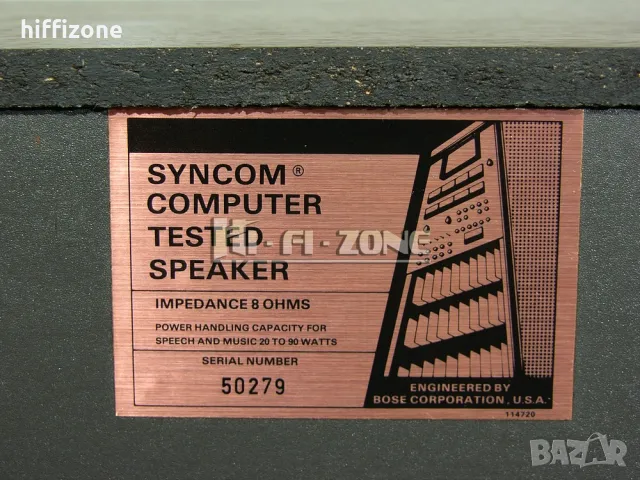 hiffizone
SYNCOM®
COMPUTER
TESTED
SPEAKER
HI-FI-ZONE
IMPEDANCE 8 OHMS
POWER HANDLING CAPACITY FOR
SPEECH AND MUSIC 20 TO 90 WATTS
SERIAL NUMBER
50279
ENGINEERED BY
BOSE CORPORATION, U.S.A.
114720
BAZAR